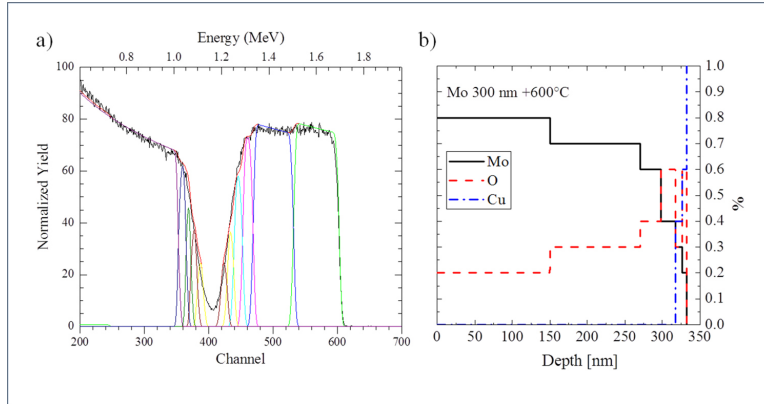 a)
Energy (MeV)
0.8 1.0 1.2 1.4 1.6 1.8
100
80
60
40
20
0
Normalized Yield
200 300 400 500 600 700
Channel
b)
Mo 300 nm +600°C
Mo
O
Cu
1.0
0.9
0.8
0.7
0.6
0.5
0.4
0.3
0.2
0.1
0.0
%
0 50 100 150 200 250 300 350
Depth [nm]